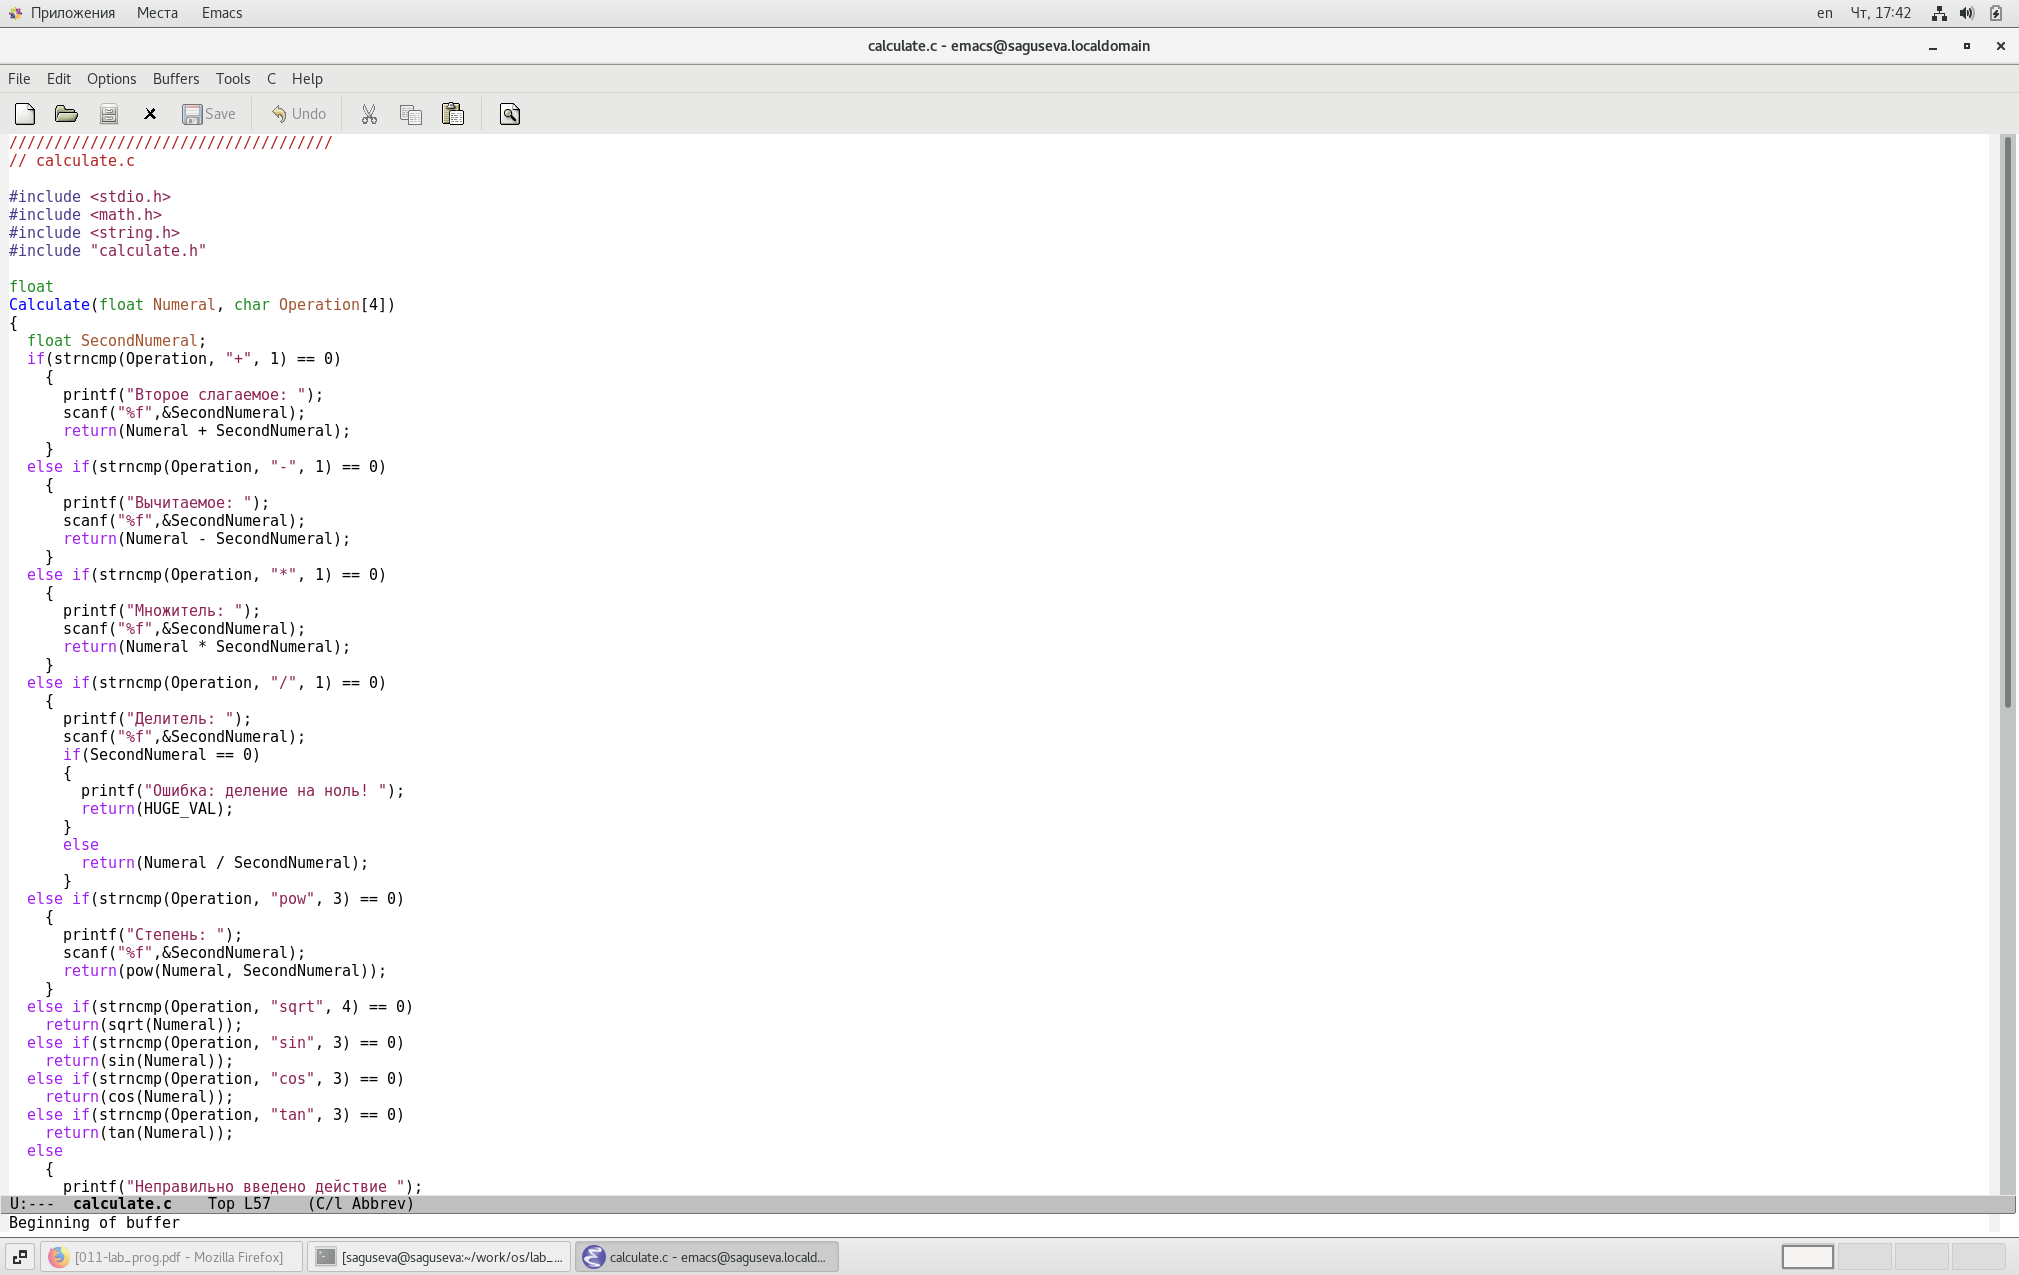 Приложения Места Emacs en Чт, 17:42
calculate.c - emacs@saguseva.localdomain
File Edit Options Buffers Tools C Help
Save Undo
////////////////////////////////////
// calculate.c
#include <stdio.h>
#include <math.h>
#include <string.h>
#include "calculate.h"
float
Calculate(float Numeral, char Operation[4])
{
  float SecondNumeral;
  if(strncmp(Operation, "+", 1) == 0)
    {
      printf("Второе слагаемое: ");
      scanf("%f",&SecondNumeral);
      return(Numeral + SecondNumeral);
    }
  else if(strncmp(Operation, "-", 1) == 0)
    {
      printf("Вычитаемое: ");
      scanf("%f",&SecondNumeral);
      return(Numeral - SecondNumeral);
    }
  else if(strncmp(Operation, "*", 1) == 0)
    {
      printf("Множитель: ");
      scanf("%f",&SecondNumeral);
      return(Numeral * SecondNumeral);
    }
  else if(strncmp(Operation, "/", 1) == 0)
    {
      printf("Делитель: ");
      scanf("%f",&SecondNumeral);
      if(SecondNumeral == 0)
      {
        printf("Ошибка: деление на ноль! ");
        return(HUGE_VAL);
      }
      else
        return(Numeral / SecondNumeral);
      }
  else if(strncmp(Operation, "pow", 3) == 0)
    {
      printf("Степень: ");
      scanf("%f",&SecondNumeral);
      return(pow(Numeral, SecondNumeral));
    }
  else if(strncmp(Operation, "sqrt", 4) == 0)
    return(sqrt(Numeral));
  else if(strncmp(Operation, "sin", 3) == 0)
    return(sin(Numeral));
  else if(strncmp(Operation, "cos", 3) == 0)
    return(cos(Numeral));
  else if(strncmp(Operation, "tan", 3) == 0)
    return(tan(Numeral));
  else
    {
      printf("Неправильно введено действие ");
U:--- calculate.c Top L57 (C/l Abbrev)
Beginning of buffer
[011-lab_prog.pdf - Mozilla Firefox] [saguseva@saguseva:~/work/os/lab_... calculate.c - emacs@saguseva.locald...